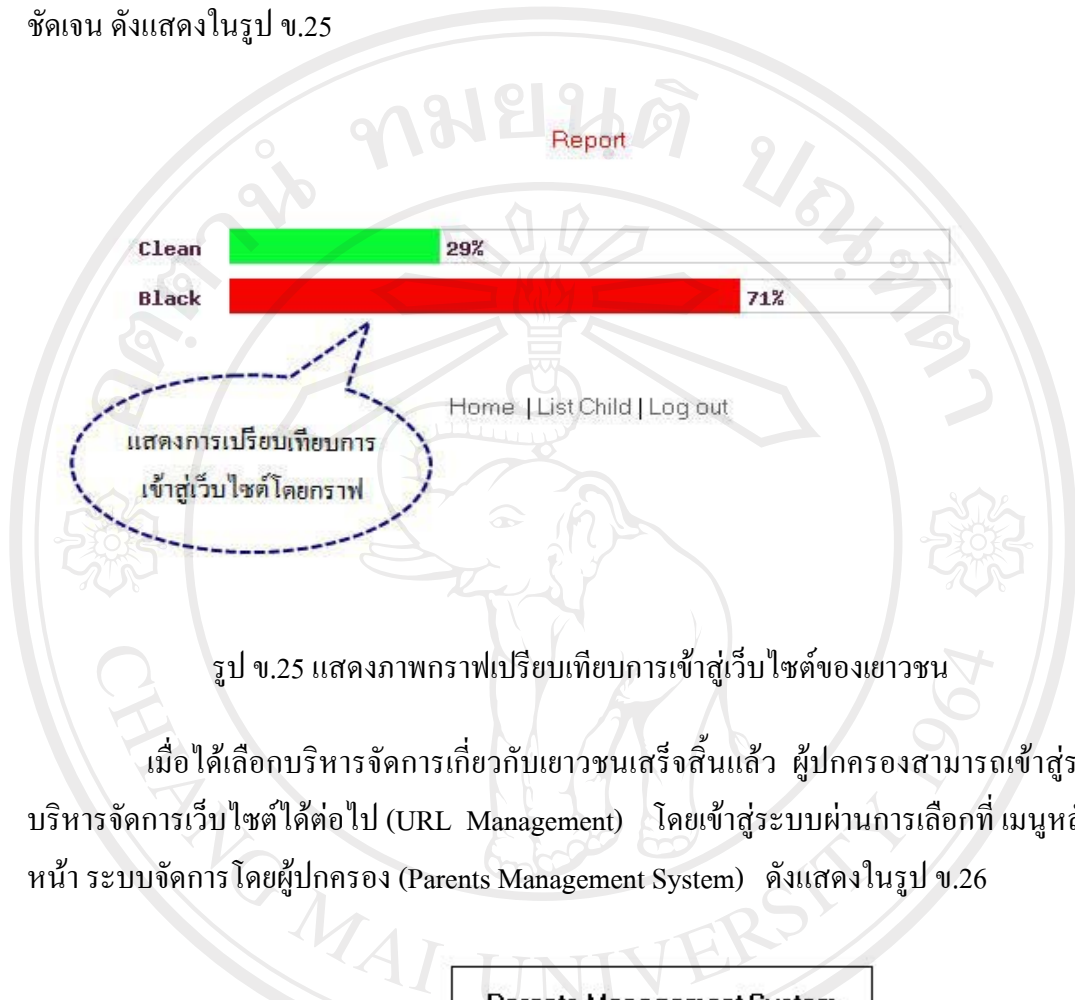 ชัดเจน ดังแสดงในรูป ข.25
Report
Clean 29%
Black 71%
Home | List Child | Log out
แสดงการเปรียบเทียบการ
เข้าสู่เว็บไซต์โดยกราฟ
รูป ข.25 แสดงภาพกราฟเปรียบเทียบการเข้าสู่เว็บไซต์ของเยาวชน
เมื่อได้เลือกบริหารจัดการเกี่ยวกับเยาวชนเสร็จสิ้นแล้ว ผู้ปกครองสามารถเข้าสู่
บริหารจัดการเว็บไซต์ได้ต่อไป (URL Management) โดยเข้าสู่ระบบผ่านการเลือกที่ เมนู
หน้า ระบบจัดการโดยผู้ปกครอง (Parents Management System) ดังแสดงในรูป ข.26
Parents Management System
CHIANG MAI UNIVERSITY 1964